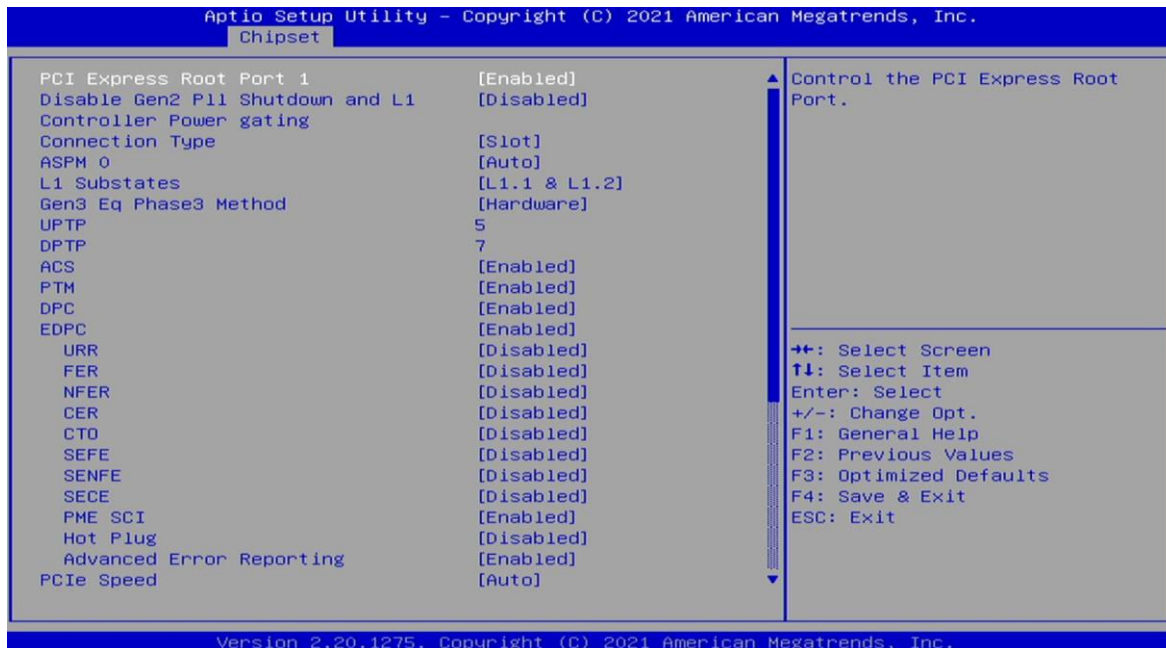 Aptio Setup Utility – Copyright (C) 2021 American Megatrends, Inc.
Chipset
PCI Express Root Port 1 [Enabled]
Disable Gen2 Pll Shutdown and L1 [Disabled]
Controller Power gating
Connection Type [Slot]
ASPM 0 [Auto]
L1 Substates [L1.1 & L1.2]
Gen3 Eq Phase3 Method [Hardware]
UPTP 5
DPTP 7
ACS [Enabled]
PTM [Enabled]
DPC [Enabled]
EDPC [Enabled]
URR [Disabled]
FER [Disabled]
NFER [Disabled]
CER [Disabled]
CTO [Disabled]
SEFE [Disabled]
SENFE [Disabled]
SECE [Disabled]
PME SCI [Enabled]
Hot Plug [Disabled]
Advanced Error Reporting [Enabled]
PCIe Speed [Auto]
Control the PCI Express Root
Port.
→←: Select Screen
↑↓: Select Item
Enter: Select
+/-: Change Opt.
F1: General Help
F2: Previous Values
F3: Optimized Defaults
F4: Save & Exit
ESC: Exit
Version 2.20.1275. Copyright (C) 2021 American Megatrends, Inc.